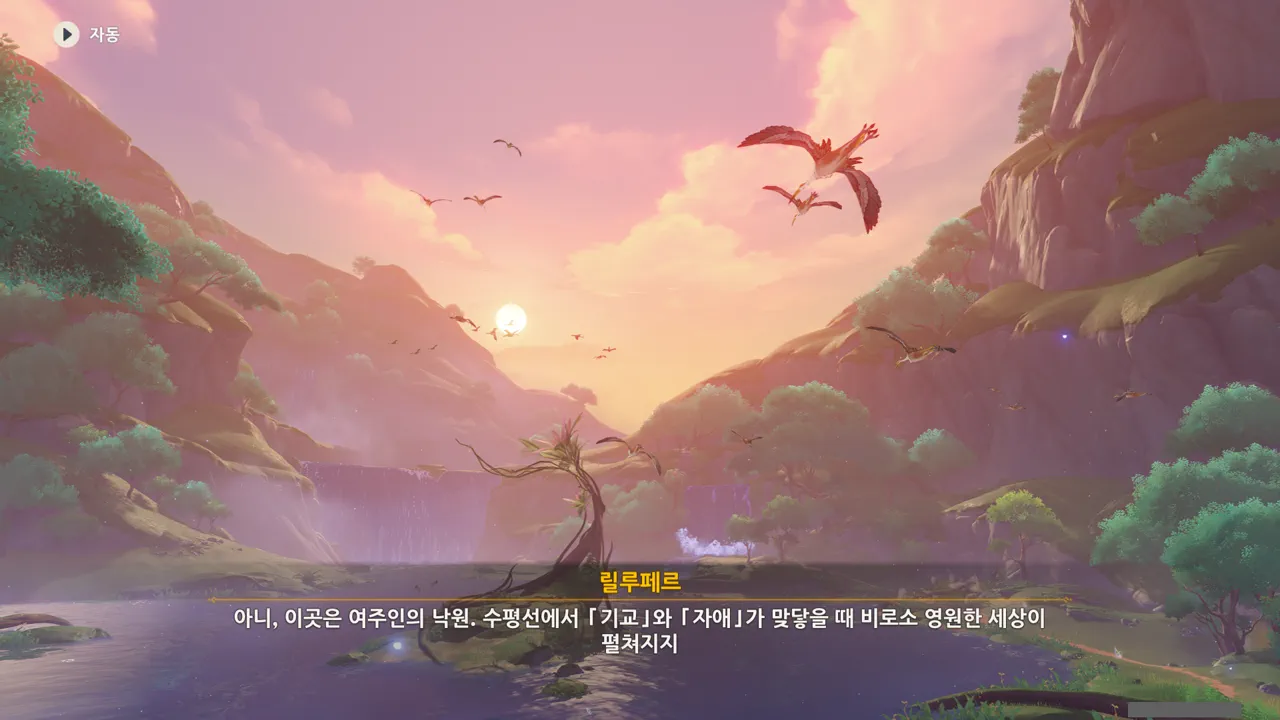 자동
릴루페르
아니, 이곳은 여주인의 낙원. 수평선에서 「기교」와 「자애」가 맞닿을 때 비로소 영원한 세상이
펼쳐지지